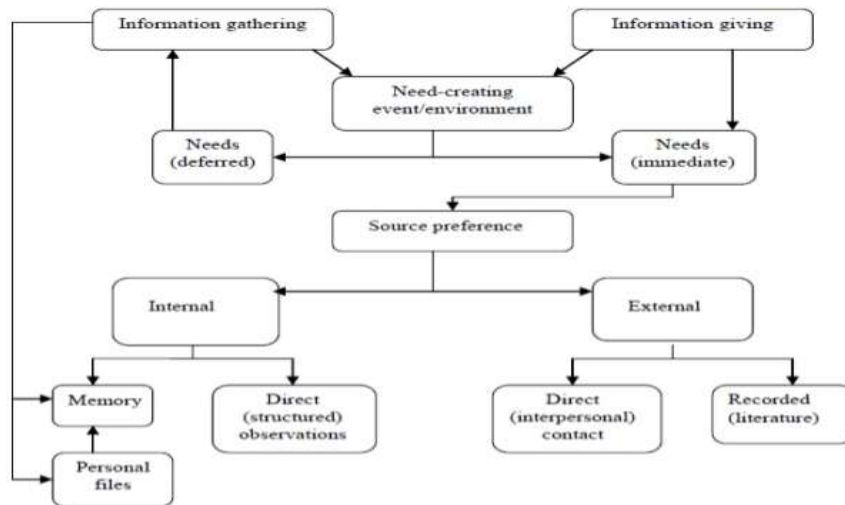 Information gathering
Information giving
Need-creating
event/environment
Needs
(deferred)
Needs
(immediate)
Source preference
Internal
External
Memory
Direct
(structured)
observations
Direct
(interpersonal)
contact
Recorded
(literature)
Personal
files